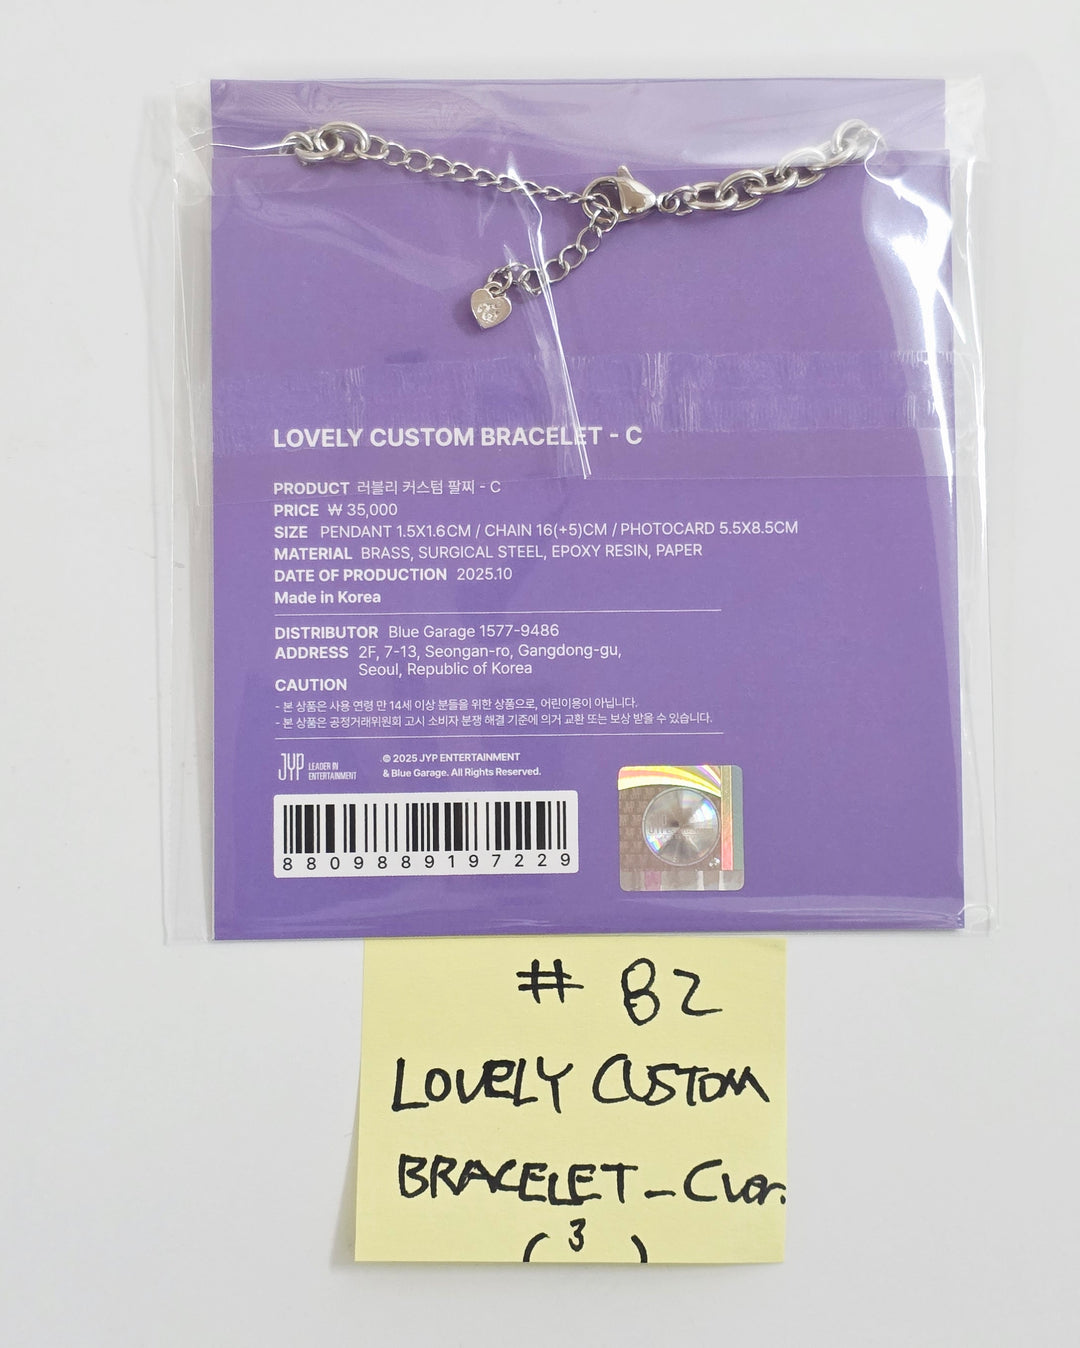 LOVELY CUSTOM BRACELET - C
PRODUCT 러블리 커스텀 팔찌 - C
PRICE ₩ 35,000
SIZE PENDANT 1.5X1.6CM / CHAIN 16(+5)CM / PHOTOCARD 5.5X8.5CM
MATERIAL BRASS, SURGICAL STEEL, EPOXY RESIN, PAPER
DATE OF PRODUCTION 2025.10
Made in Korea
DISTRIBUTOR Blue Garage 1577-9486
ADDRESS 2F, 7-13, Seongan-ro, Gangdong-gu,
Seoul, Republic of Korea
CAUTION
- 본 상품은 사용 연령 만 14세 이상 분들을 위한 상품으로, 어린이용이 아닙니다.
- 본 상품은 공정거래위원회 고시 소비자 분쟁 해결 기준에 의거 교환 또는 보상 받을 수 있습니다.
JYP LEADER IN
ENTERTAINMENT
© 2025 JYP ENTERTAINMENT
& Blue Garage. All Rights Reserved.
8809889197229
# 82
LOVELY CUSTOM
BRACELET - C ver.
( 3 )